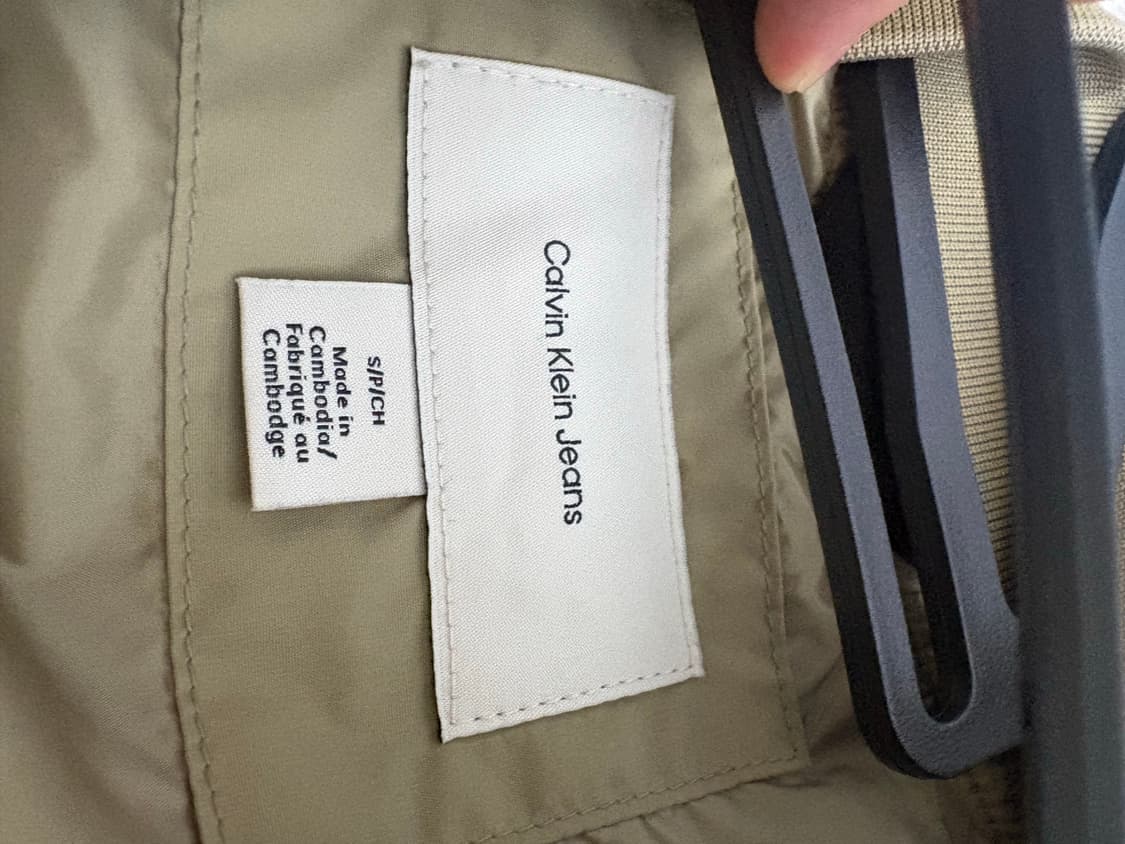 Calvin Klein Jeans
S/P/CH
Made in
Cambodia/
Fabriqué au
Cambodge